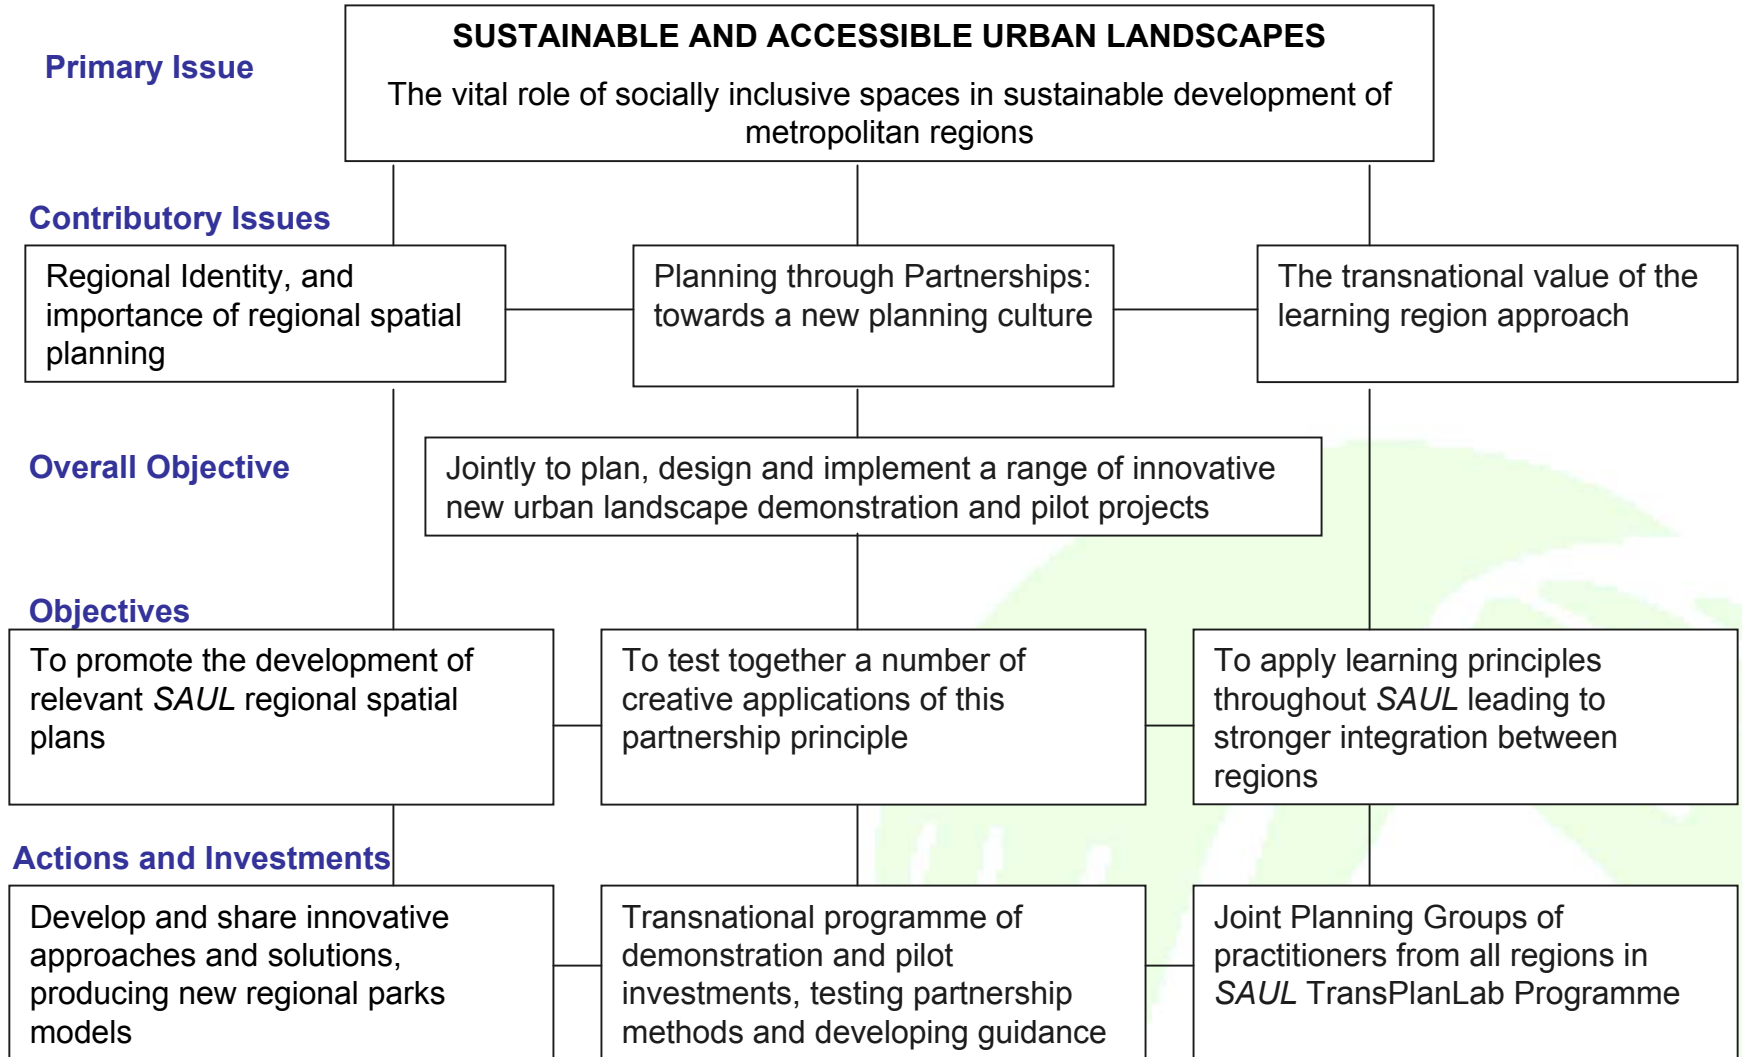 Primary Issue
SUSTAINABLE AND ACCESSIBLE URBAN LANDSCAPES
The vital role of socially inclusive spaces in sustainable development of
metropolitan regions
Contributory Issues
Regional Identity, and
importance of regional spatial
planning
Planning through Partnerships:
towards a new planning culture
The transnational value of the
learning region approach
Overall Objective
Jointly to plan, design and implement a range of innovative
new urban landscape demonstration and pilot projects
Objectives
To promote the development of
relevant SAUL regional spatial
plans
To test together a number of
creative applications of this
partnership principle
To apply learning principles
throughout SAUL leading to
stronger integration between
regions
Actions and Investments
Develop and share innovative
approaches and solutions,
producing new regional parks
models
Transnational programme of
demonstration and pilot
investments, testing partnership
methods and developing guidance
Joint Planning Groups of
practitioners from all regions in
SAUL TransPlanLab Programme